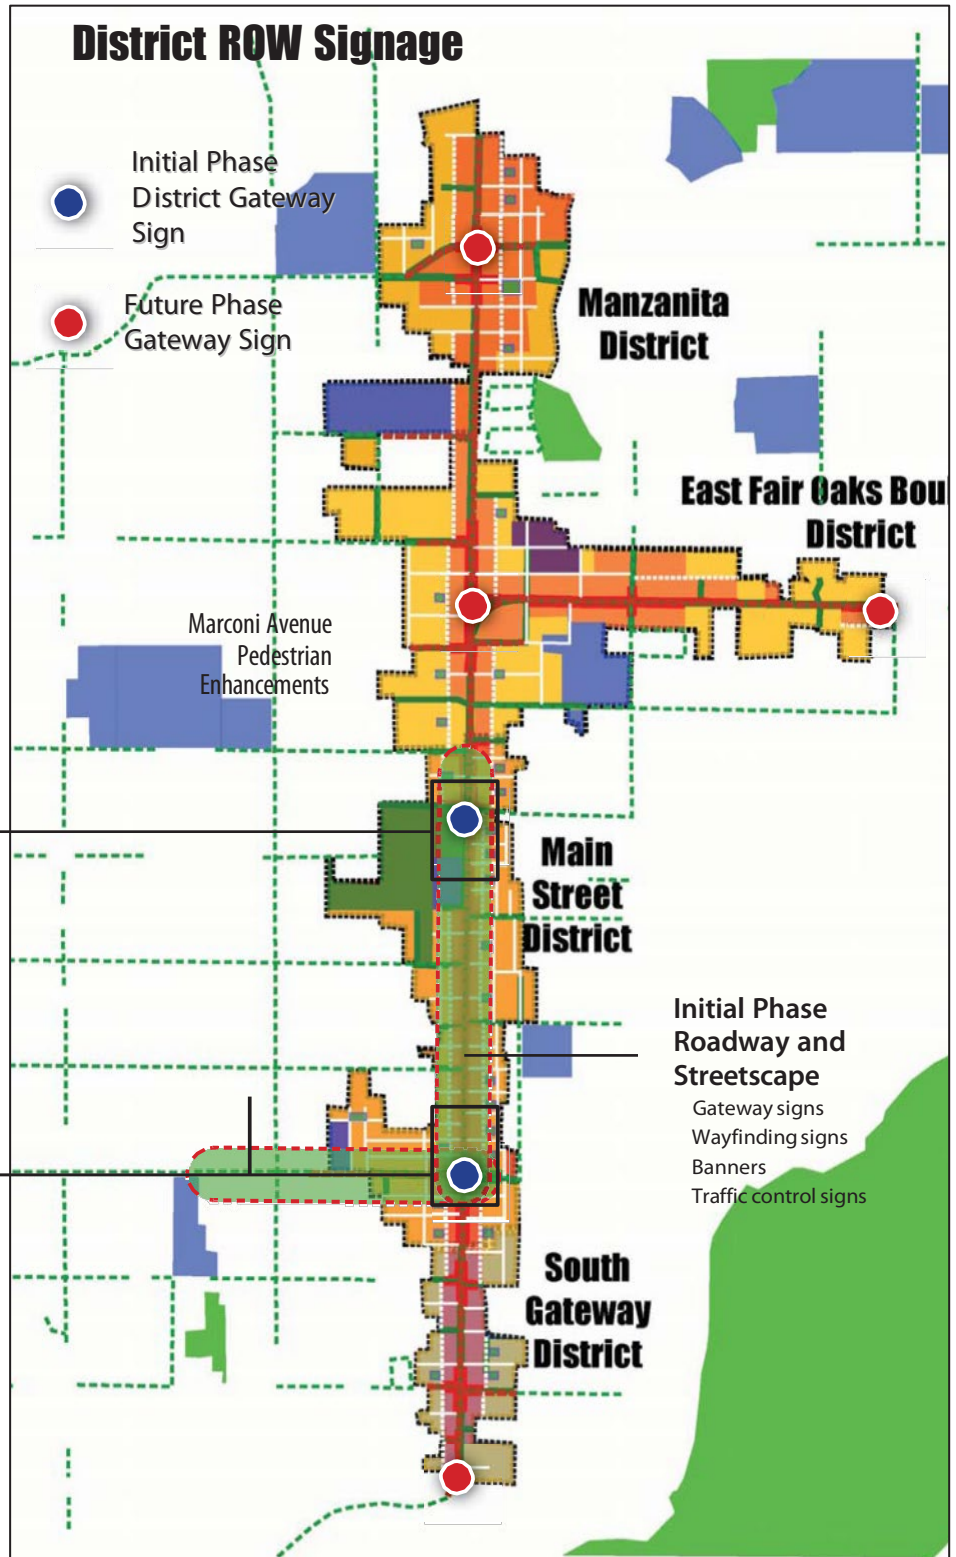 District ROW Signage
Initial Phase
District Gateway
Sign
Future Phase
Gateway Sign
Manzanita
District
East Fair Oaks Bou
District
Marconi Avenue
Pedestrian
Enhancements
Main
Street
District
Initial Phase
Roadway and
Streetscape
Gateway signs
Wayfinding signs
Banners
Traffic control signs
South
Gateway
District